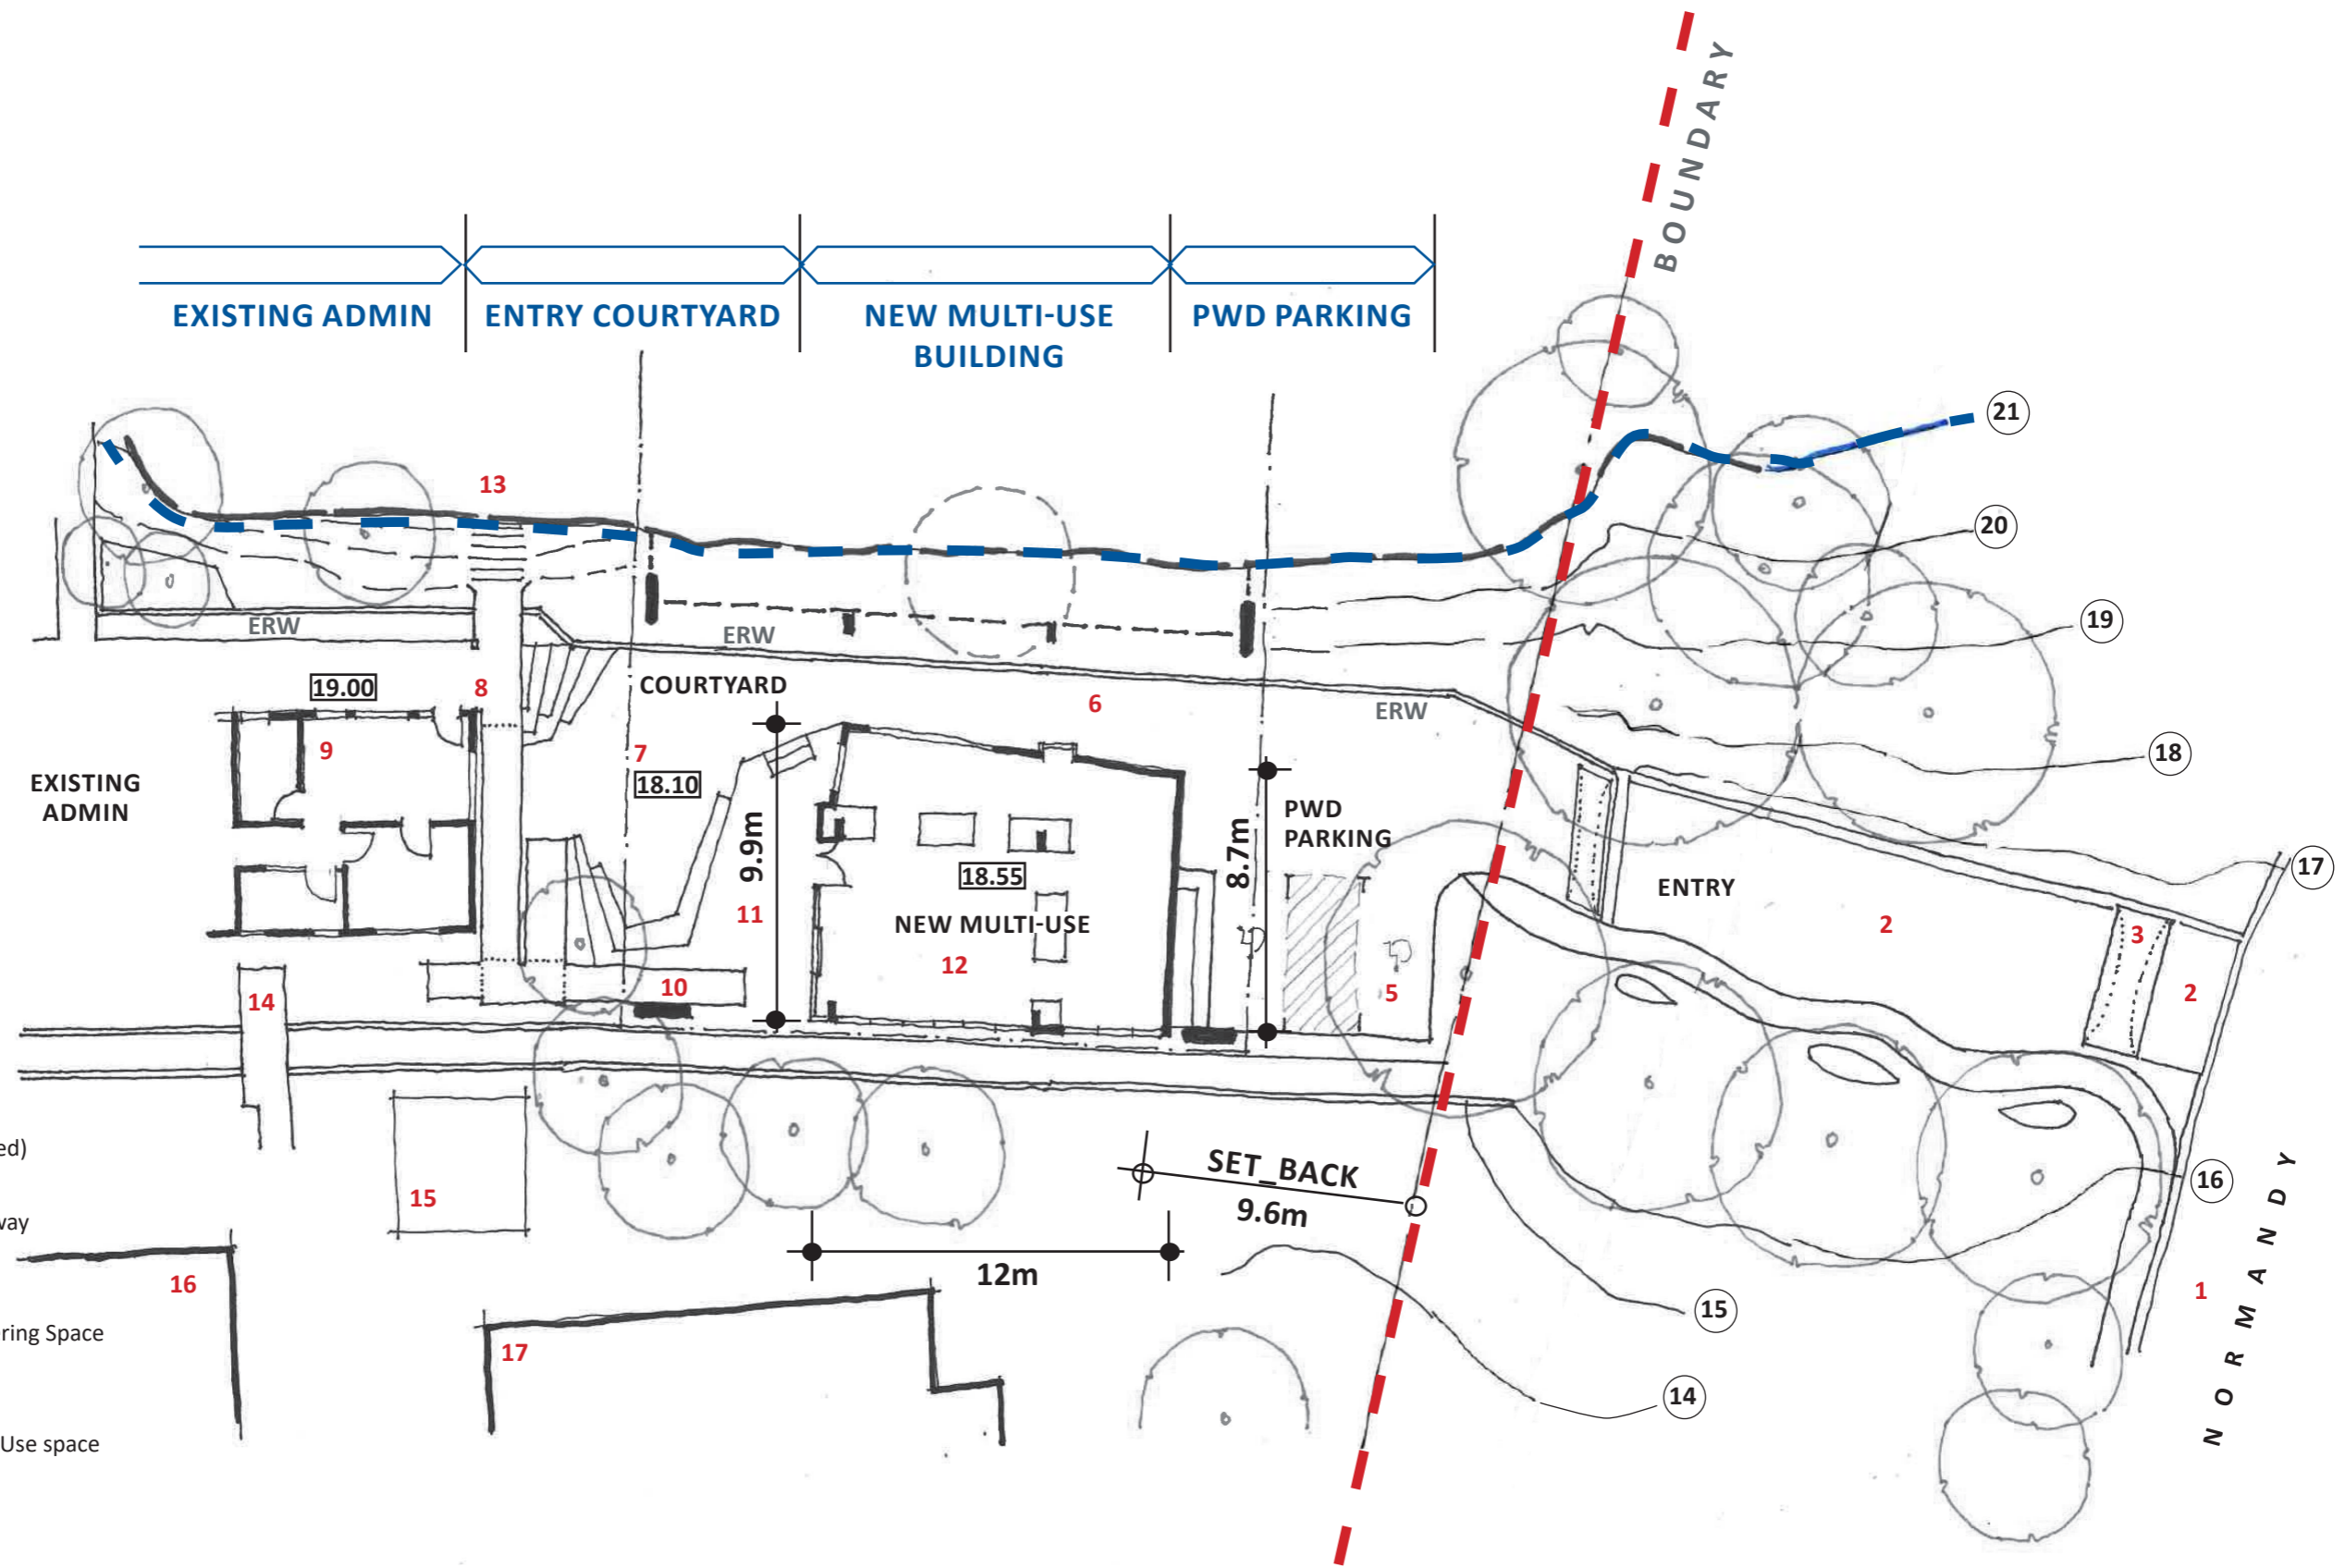 BOUNDARY
EXISTING ADMIN
ENTRY COURTYARD
NEW MULTI-USE
BUILDING
PWD PARKING
21
13
20
ERW
ERW
19
19.00
8
COURTYARD
6
ERW
9
7
18
EXISTING
ADMIN
18.10
PWD
PARKING
9.9m
8.7m
18.55
ENTRY
17
11
NEW MULTI-USE
2
3
12
14
10
5
2
ed)
SET_BACK
16
15
way
9.6m
16
12m
1
NORMANDY
15
ring Space
17
14
Use space